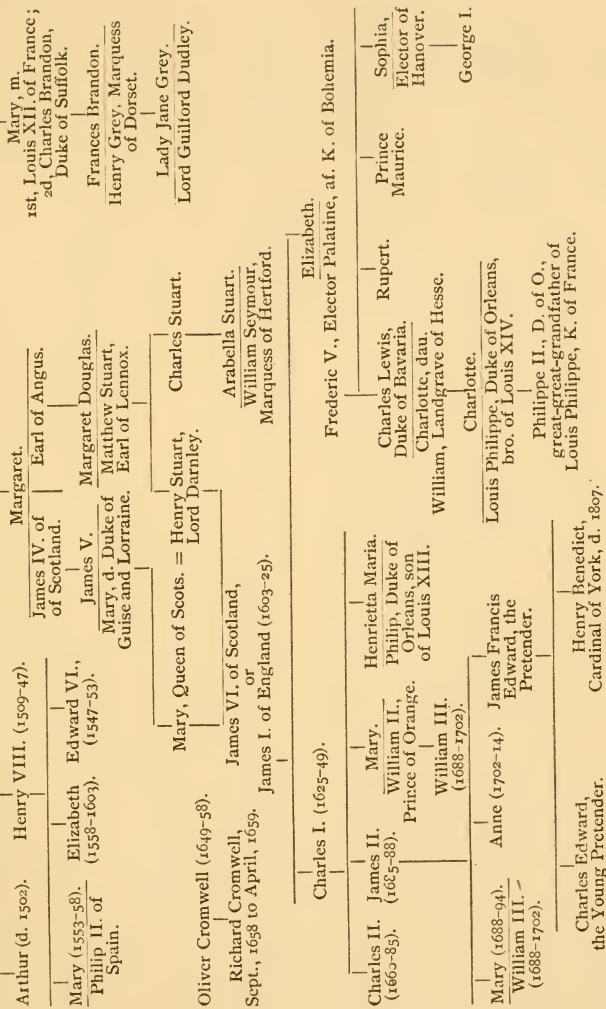 Arthur (d. 1502).
Henry VIII. (1509-47).
Margaret.
James IV. of
of Scotland.
Earl of Angus.
Mary, m.
1st, Louis XII. of France;
2d, Charles Brandon,
Duke of Suffolk.
Mary (1553-58).
Philip II. of
Spain.
Elizabeth
(1558-1603).
Edward VI.,
(1547-53).
James V.
Mary, d. Duke of
Guise and Lorraine.
Margaret Douglas.
Matthew Stuart,
Earl of Lennox.
Frances Brandon.
Henry Grey, Marquess
of Dorset.
Lady Jane Grey.
Lord Guilford Dudley.
Mary, Queen of Scots. = Henry Stuart,
Lord Darnley.
Charles Stuart.
Arabella Stuart.
William Seymour,
Marquess of Hertford.
Oliver Cromwell (1649-58).
Richard Cromwell,
Sept., 1658 to April, 1659.
James VI. of Scotland,
or
James I. of England (1603-25).
Charles I. (1625-49).
Elizabeth.
Frederic V., Elector Palatine, af. K. of Bohemia.
Charles II.
(1660-85).
James II.
(1685-88).
Mary.
William II.,
Prince of Orange.
William III.
(1688-1702).
Henrietta Maria.
Philip, Duke of
Orleans, son
of Louis XIII.
Charles Lewis,
Duke of Bavaria.
Charlotte, dau.
William, Landgrave of Hesse.
Rupert.
Prince
Maurice.
Sophia,
Elector of
Hanover.
George I.
Charlotte.
Louis Philippe, Duke of Orleans,
bro. of Louis XIV.
Philippe II., D. of O.,
great-great-grandfather of
Louis Philippe, K. of France.
Mary (1688-94).
William III.
(1688-1702).
Anne (1702-14).
James Francis
Edward, the
Pretender.
Charles Edward,
the Young Pretender.
Henry Benedict,
Cardinal of York, d. 1807.